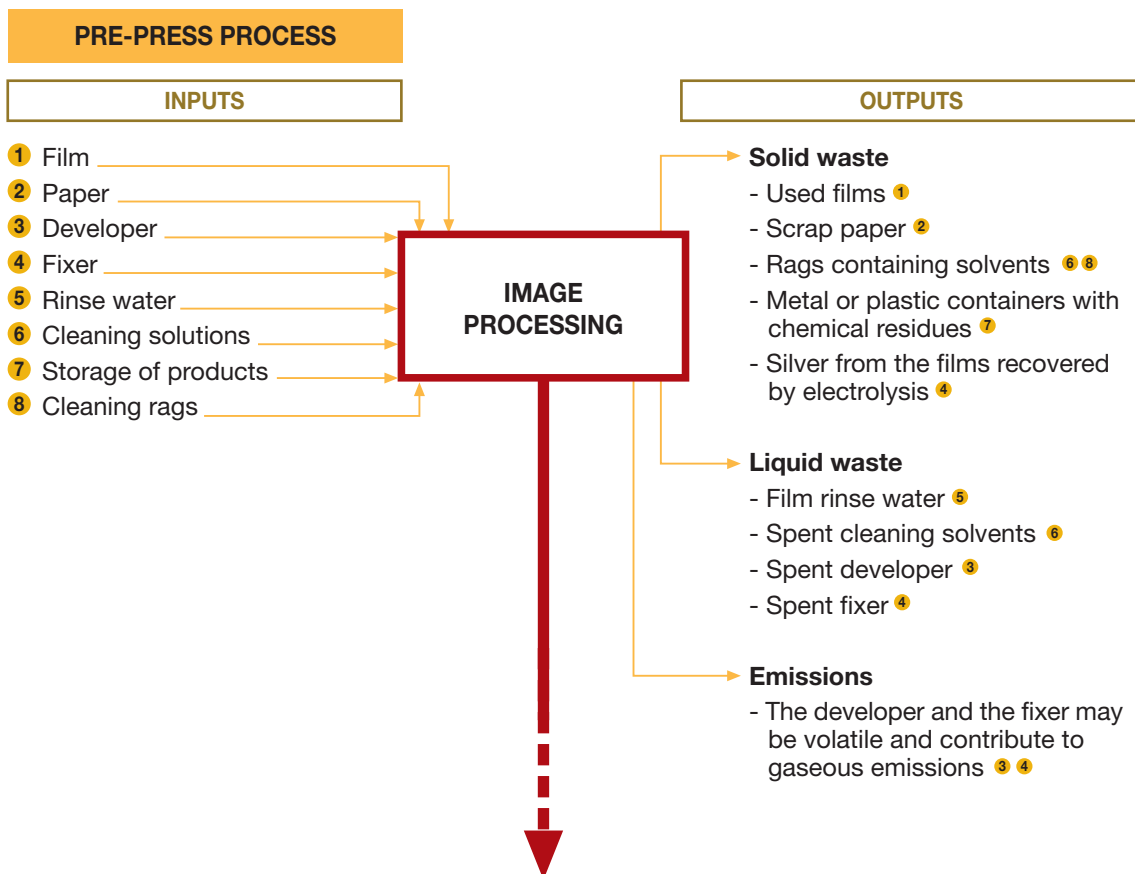 PRE-PRESS PROCESS
INPUTS
1 Film
2 Paper
3 Developer
4 Fixer
5 Rinse water
6 Cleaning solutions
7 Storage of products
8 Cleaning rags
IMAGE
PROCESSING
OUTPUTS
Solid waste
- Used films 1
- Scrap paper 2
- Rags containing solvents 6 8
- Metal or plastic containers with
chemical residues 7
- Silver from the films recovered
by electrolysis 4
Liquid waste
- Film rinse water 5
- Spent cleaning solvents 6
- Spent developer 3
- Spent fixer 4
Emissions
- The developer and the fixer may
be volatile and contribute to
gaseous emissions 3 4